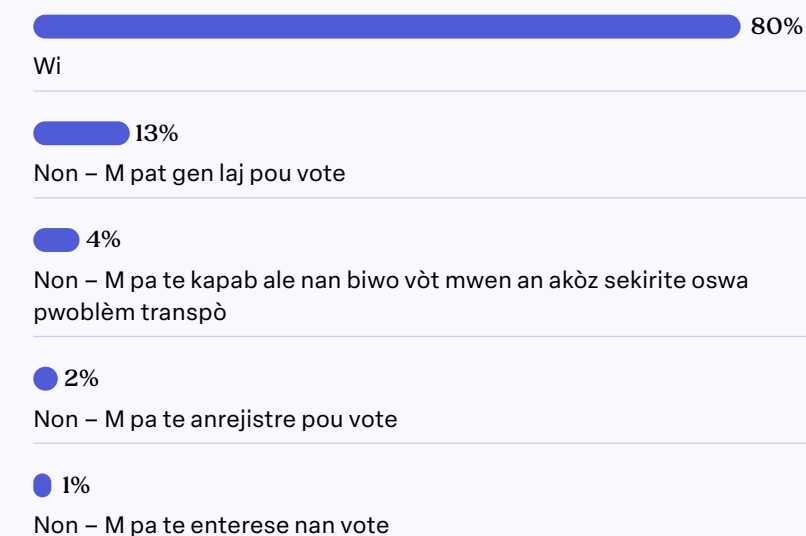 80%
Wi
13%
Non – M pat gen laj pou vote
4%
Non – M pa te kapab ale nan biwo vòt mwen an akòz sekirite oswa
pwoblèm transpò
2%
Non – M pa te anrejistre pou vote
1%
Non – M pa te enterese nan vote